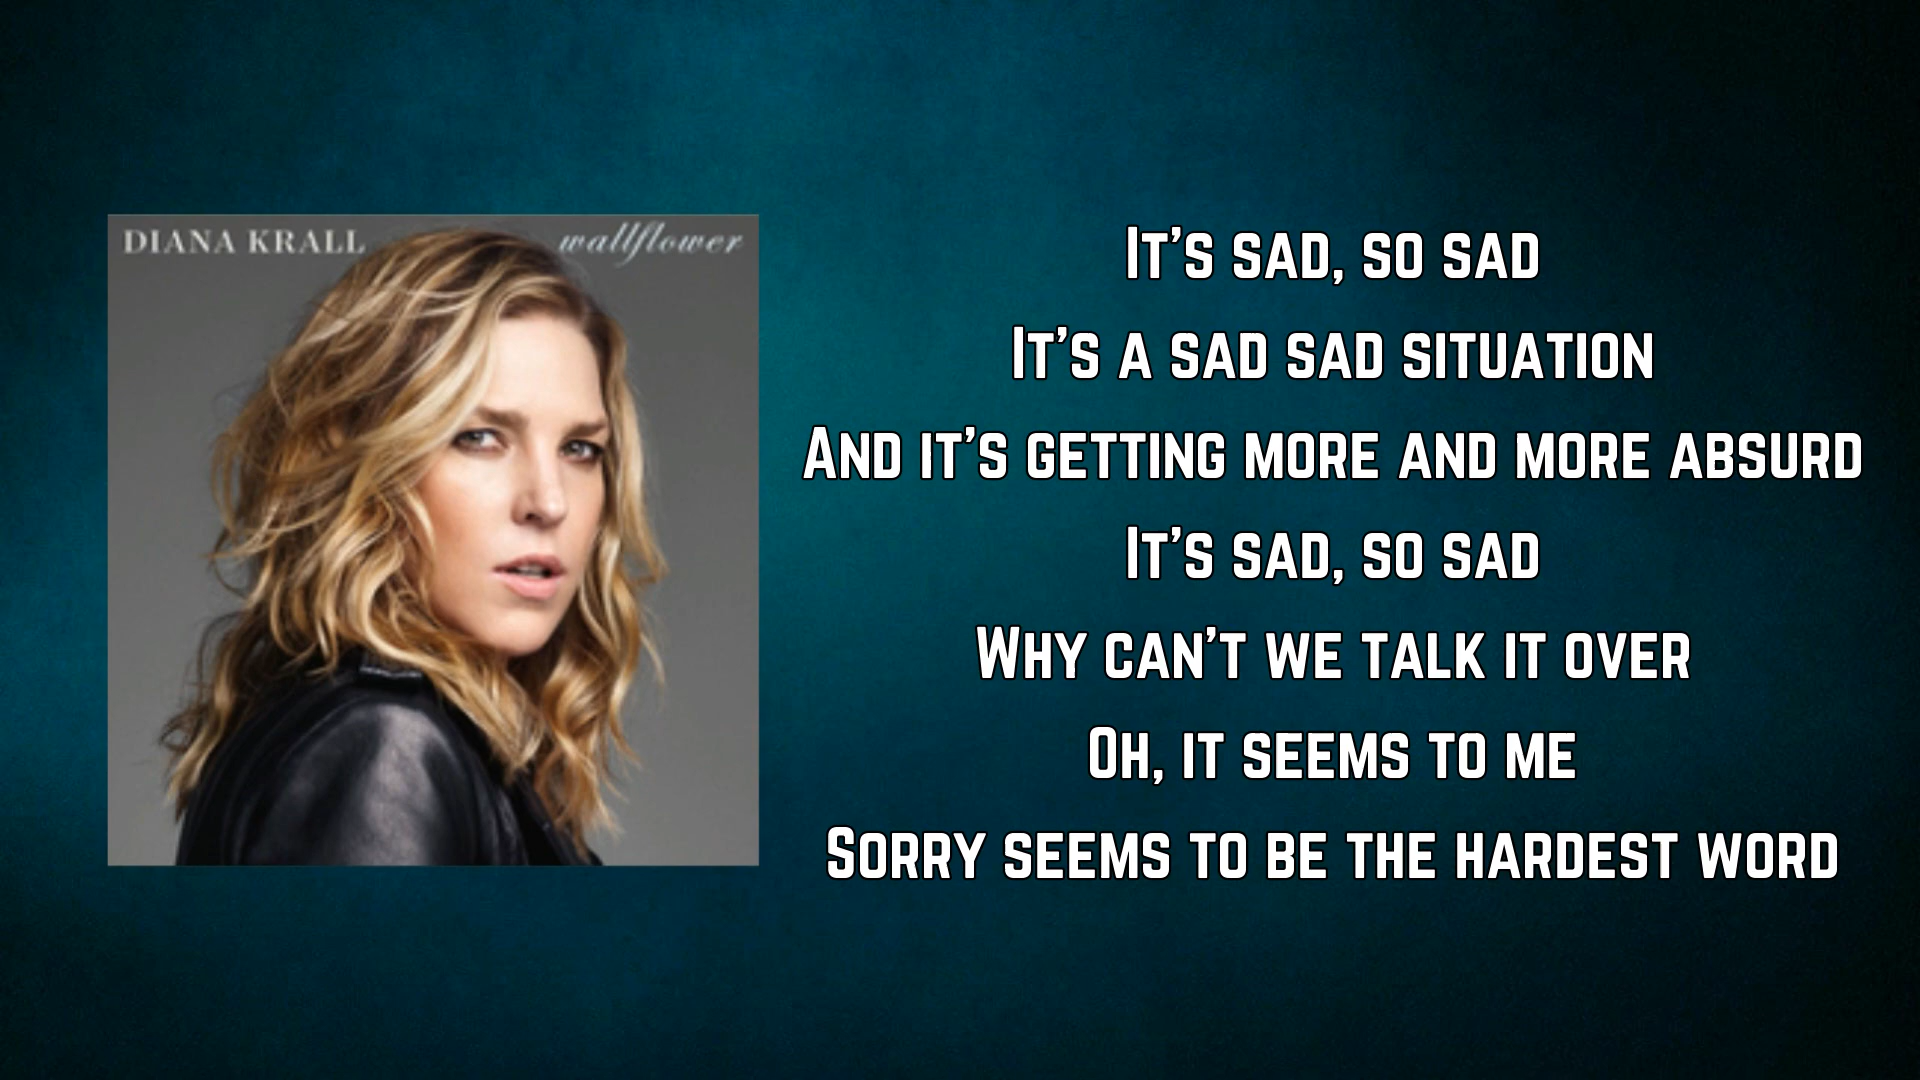 DIANA KRALL wallflower
It's sad, so sad
It's a sad sad situation
And it's getting more and more absurd
It's sad, so sad
Why can't we talk it over
Oh, it seems to me
Sorry seems to be the hardest word